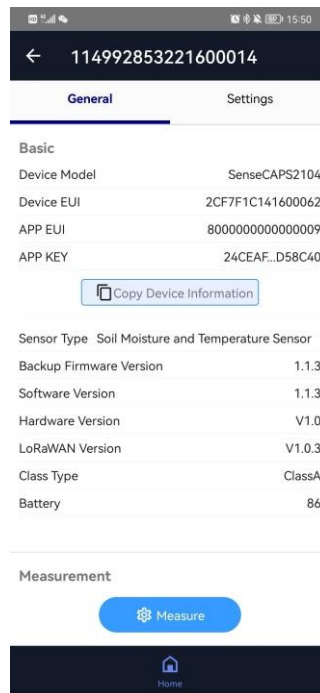 15:50
114992853221600014
General Settings
Basic
Device Model SenseCAPS2104
Device EUI 2CF7F1C141600062
APP EUI 8000000000000009
APP KEY 24CEAF...D58C40
Copy Device Information
Sensor Type Soil Moisture and Temperature Sensor
Backup Firmware Version 1.1.3
Software Version 1.1.3
Hardware Version V1.0
LoRaWAN Version V1.0.3
Class Type ClassA
Battery 86
Measurement
Measure
Home